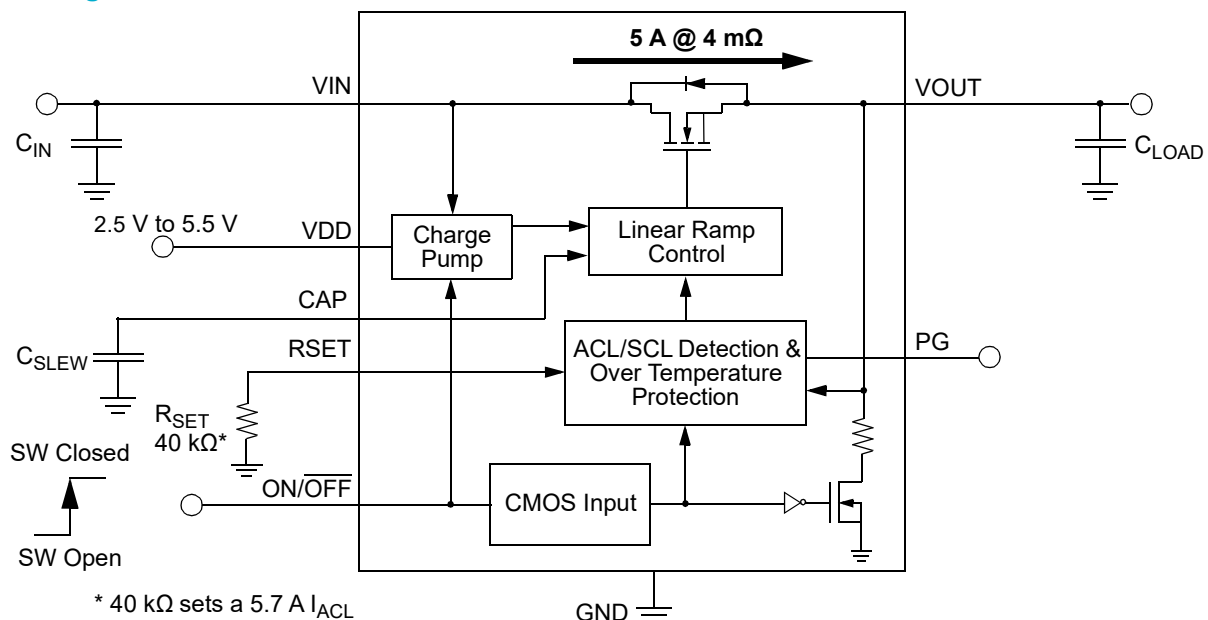 5 A @ 4 mΩ
VIN
VOUT
C_IN
C_LOAD
2.5 V to 5.5 V
VDD
Charge
Pump
Linear Ramp
Control
CAP
C_SLEW
RSET
ACL/SCL Detection &
Over Temperature
Protection
PG
R_SET
40 kΩ*
SW Closed
SW Open
ON/O̅F̅F̅
CMOS Input
* 40 kΩ sets a 5.7 A I_ACL
GND